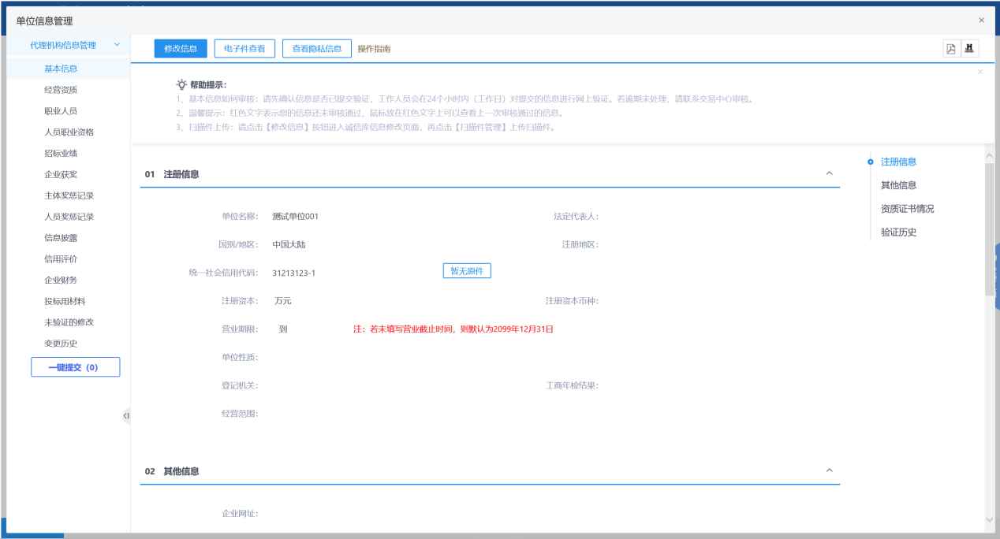 单位信息管理
代理机构信息管理
基本信息
经营资质
职业人员
人员职业资格
招标业绩
企业获奖
主体奖惩记录
人员奖惩记录
信息披露
信用评价
企业财务
投标用材料
未验证的修改
变更历史
一键提交（0）
修改信息 电子件查看 查看隐私信息 操作指南
帮助提示：
1、基本信息如何审核：请先确认信息是否已提交验证，工作人员会在24个小时内（工作日）对提交的信息进行网上验证。若逾期未处理，请联系交易中心审核。
2、温馨提示：红色文字表示您的信息还未审核通过，鼠标放在红色文字上可以查看上一次审核通过的信息。
3、扫描件上传：请点击【修改信息】按钮进入诚信库信息修改页面，再点击【扫描件管理】上传扫描件。
01 注册信息
单位名称： 测试单位001 法定代表人：
国别/地区： 中国大陆 注册地区：
统一社会信用代码： 31213123-1 暂无原件
注册资本： 万元 注册资本币种：
营业期限： 到 注：若未填写营业截止时间，则默认为2099年12月31日
单位性质：
登记机关： 工商年检结果：
经营范围：
02 其他信息
企业网址：
注册信息
其他信息
资质证书情况
验证历史